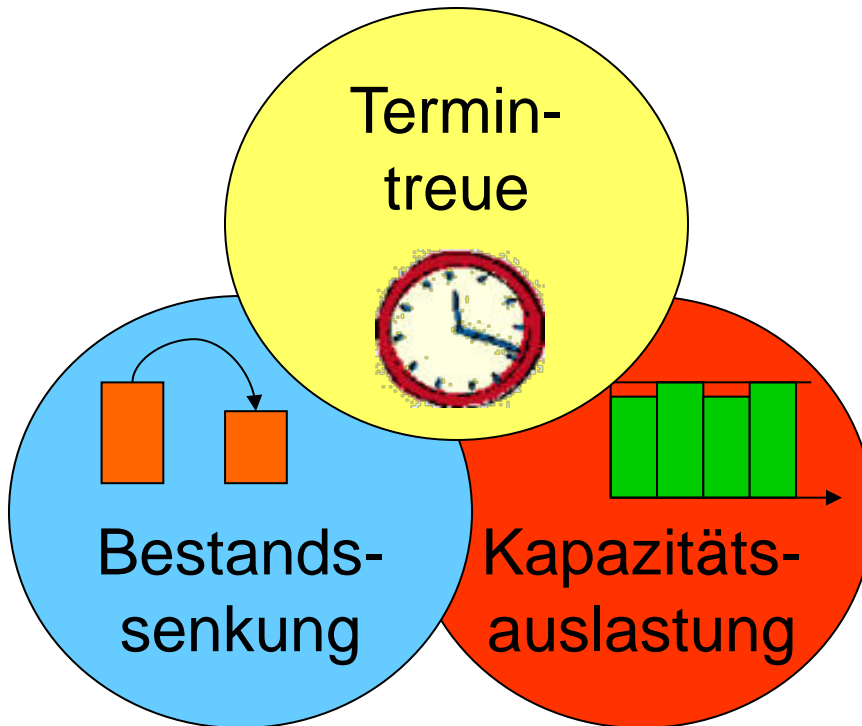 Termin-
treue
Bestands-
senkung
Kapazitäts-
auslastung